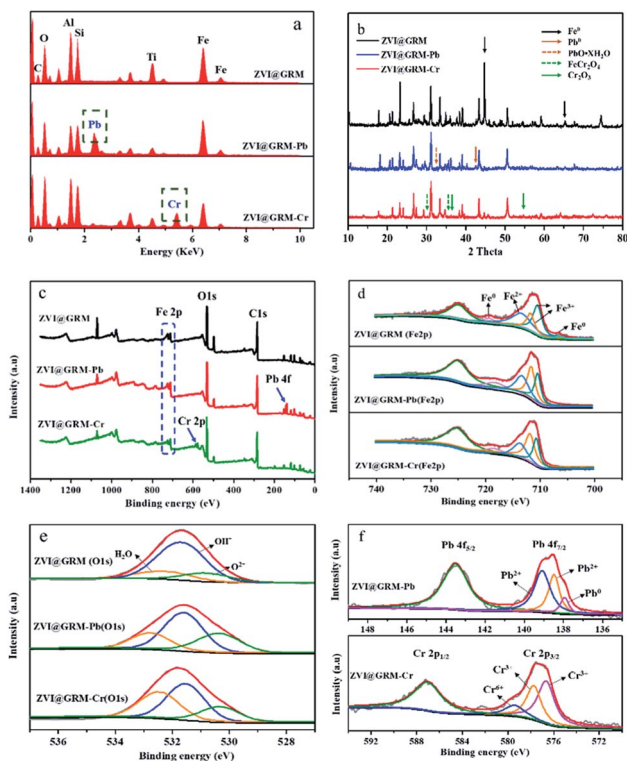 a
C
O
Al
Si
Ti
Fe
Fe
ZVI@GRM
Pb
ZVI@GRM-Pb
Cr
ZVI@GRM-Cr
0 2 4 6 8 10
Energy (KeV)
b
ZVI@GRM
ZVI@GRM-Pb
ZVI@GRM-Cr
Fe⁰
Pb⁰
PbO•XH₂O
FeCr₂O₄
Cr₂O₃
ZVI@GRM
ZVI@GRM-Pb
ZVI@GRM-Cr
10 20 30 40 50 60 70 80
2 Theta
c
ZVI@GRM
Fe 2p
O1s
C1s
ZVI@GRM-Pb
Pb 4f
ZVI@GRM-Cr
Cr 2p
Intensity (a.u)
1400 1200 1000 800 600 400 200 0
Binding energy (ev)
d
Fe⁰
Fe²⁺
Fe³⁺
Fe⁰
ZVI@GRM (Fe2p)
ZVI@GRM-Pb(Fe2p)
ZVI@GRM-Cr(Fe2p)
Intensity (a.u)
740 730 720 710 700
Binding energy (ev)
e
ZVI@GRM (O1s)
H₂O
OH⁻
O²⁻
ZVI@GRM-Pb(O1s)
ZVI@GRM-Cr(O1s)
Intensity (a.u)
536 534 532 530 528
Binding energy (ev)
f
Pb 4f₅/₂
Pb 4f₇/₂
Pb²⁺
Pb²⁺
Pb⁰
ZVI@GRM-Pb
148 146 144 142 140 138 136
Cr 2p₁/₂
Cr 2p₃/₂
ZVI@GRM-Cr
Cr³⁺
Cr⁶⁺
Cr³⁺
Intensity (a.u)
592 588 584 580 576 572
Binding energy (ev)